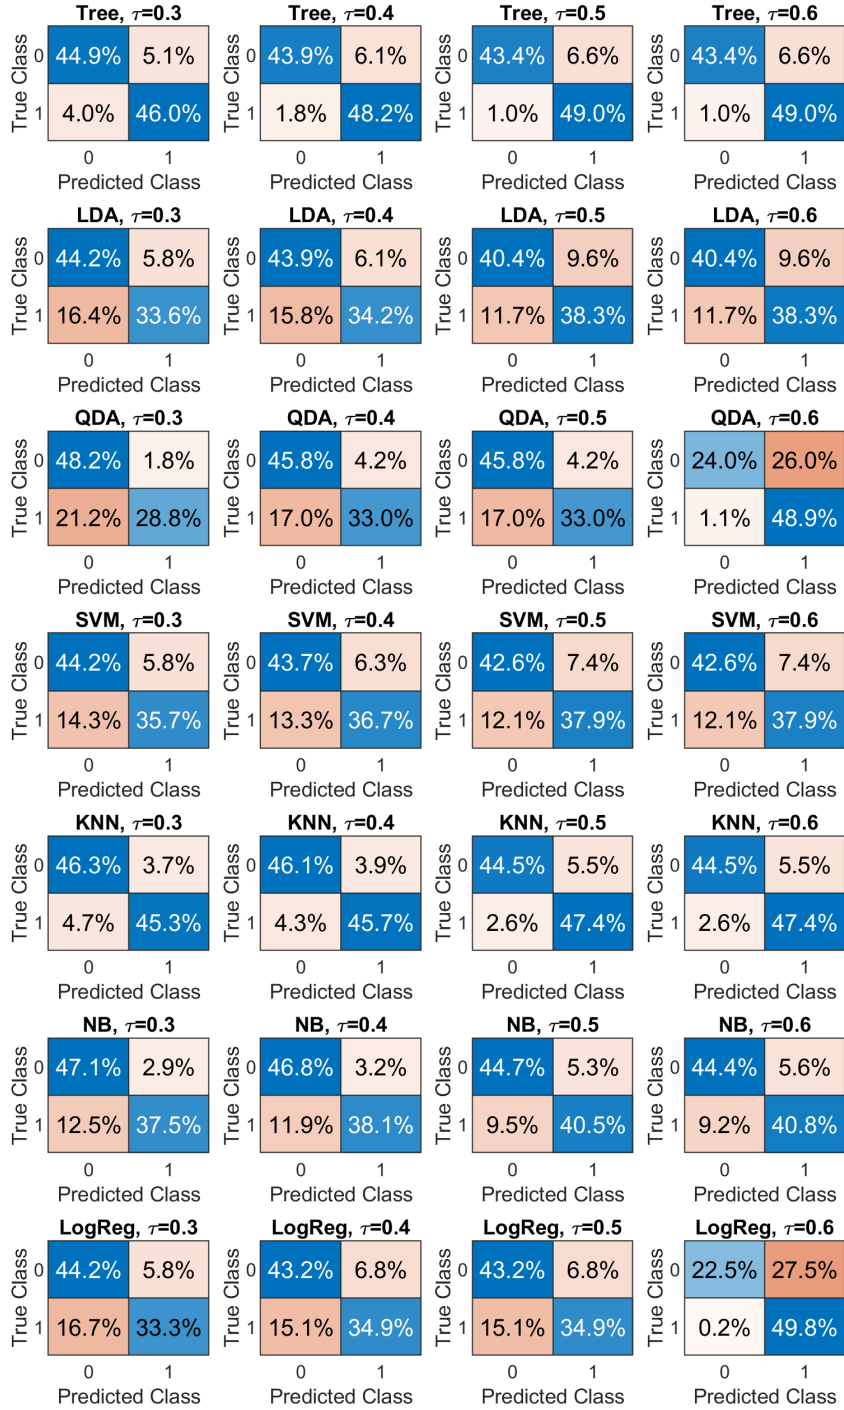 Tree, τ=0.3 Tree, τ=0.4 Tree, τ=0.5 Tree, τ=0.6
True Class 0 44.9% 5.1% True Class 0 43.9% 6.1% True Class 0 43.4% 6.6% True Class 0 43.4% 6.6%
1 4.0% 46.0% 1 1.8% 48.2% 1 1.0% 49.0% 1 1.0% 49.0%
0 1 0 1 0 1 0 1
Predicted Class Predicted Class Predicted Class Predicted Class
LDA, τ=0.3 LDA, τ=0.4 LDA, τ=0.5 LDA, τ=0.6
True Class 0 44.2% 5.8% True Class 0 43.9% 6.1% True Class 0 40.4% 9.6% True Class 0 40.4% 9.6%
1 16.4% 33.6% 1 15.8% 34.2% 1 11.7% 38.3% 1 11.7% 38.3%
0 1 0 1 0 1 0 1
Predicted Class Predicted Class Predicted Class Predicted Class
QDA, τ=0.3 QDA, τ=0.4 QDA, τ=0.5 QDA, τ=0.6
True Class 0 48.2% 1.8% True Class 0 45.8% 4.2% True Class 0 45.8% 4.2% True Class 0 24.0% 26.0%
1 21.2% 28.8% 1 17.0% 33.0% 1 17.0% 33.0% 1 1.1% 48.9%
0 1 0 1 0 1 0 1
Predicted Class Predicted Class Predicted Class Predicted Class
SVM, τ=0.3 SVM, τ=0.4 SVM, τ=0.5 SVM, τ=0.6
True Class 0 44.2% 5.8% True Class 0 43.7% 6.3% True Class 0 42.6% 7.4% True Class 0 42.6% 7.4%
1 14.3% 35.7% 1 13.3% 36.7% 1 12.1% 37.9% 1 12.1% 37.9%
0 1 0 1 0 1 0 1
Predicted Class Predicted Class Predicted Class Predicted Class
KNN, τ=0.3 KNN, τ=0.4 KNN, τ=0.5 KNN, τ=0.6
True Class 0 46.3% 3.7% True Class 0 46.1% 3.9% True Class 0 44.5% 5.5% True Class 0 44.5% 5.5%
1 4.7% 45.3% 1 4.3% 45.7% 1 2.6% 47.4% 1 2.6% 47.4%
0 1 0 1 0 1 0 1
Predicted Class Predicted Class Predicted Class Predicted Class
NB, τ=0.3 NB, τ=0.4 NB, τ=0.5 NB, τ=0.6
True Class 0 47.1% 2.9% True Class 0 46.8% 3.2% True Class 0 44.7% 5.3% True Class 0 44.4% 5.6%
1 12.5% 37.5% 1 11.9% 38.1% 1 9.5% 40.5% 1 9.2% 40.8%
0 1 0 1 0 1 0 1
Predicted Class Predicted Class Predicted Class Predicted Class
LogReg, τ=0.3 LogReg, τ=0.4 LogReg, τ=0.5 LogReg, τ=0.6
True Class 0 44.2% 5.8% True Class 0 43.2% 6.8% True Class 0 43.2% 6.8% True Class 0 22.5% 27.5%
1 16.7% 33.3% 1 15.1% 34.9% 1 15.1% 34.9% 1 0.2% 49.8%
0 1 0 1 0 1 0 1
Predicted Class Predicted Class Predicted Class Predicted Class